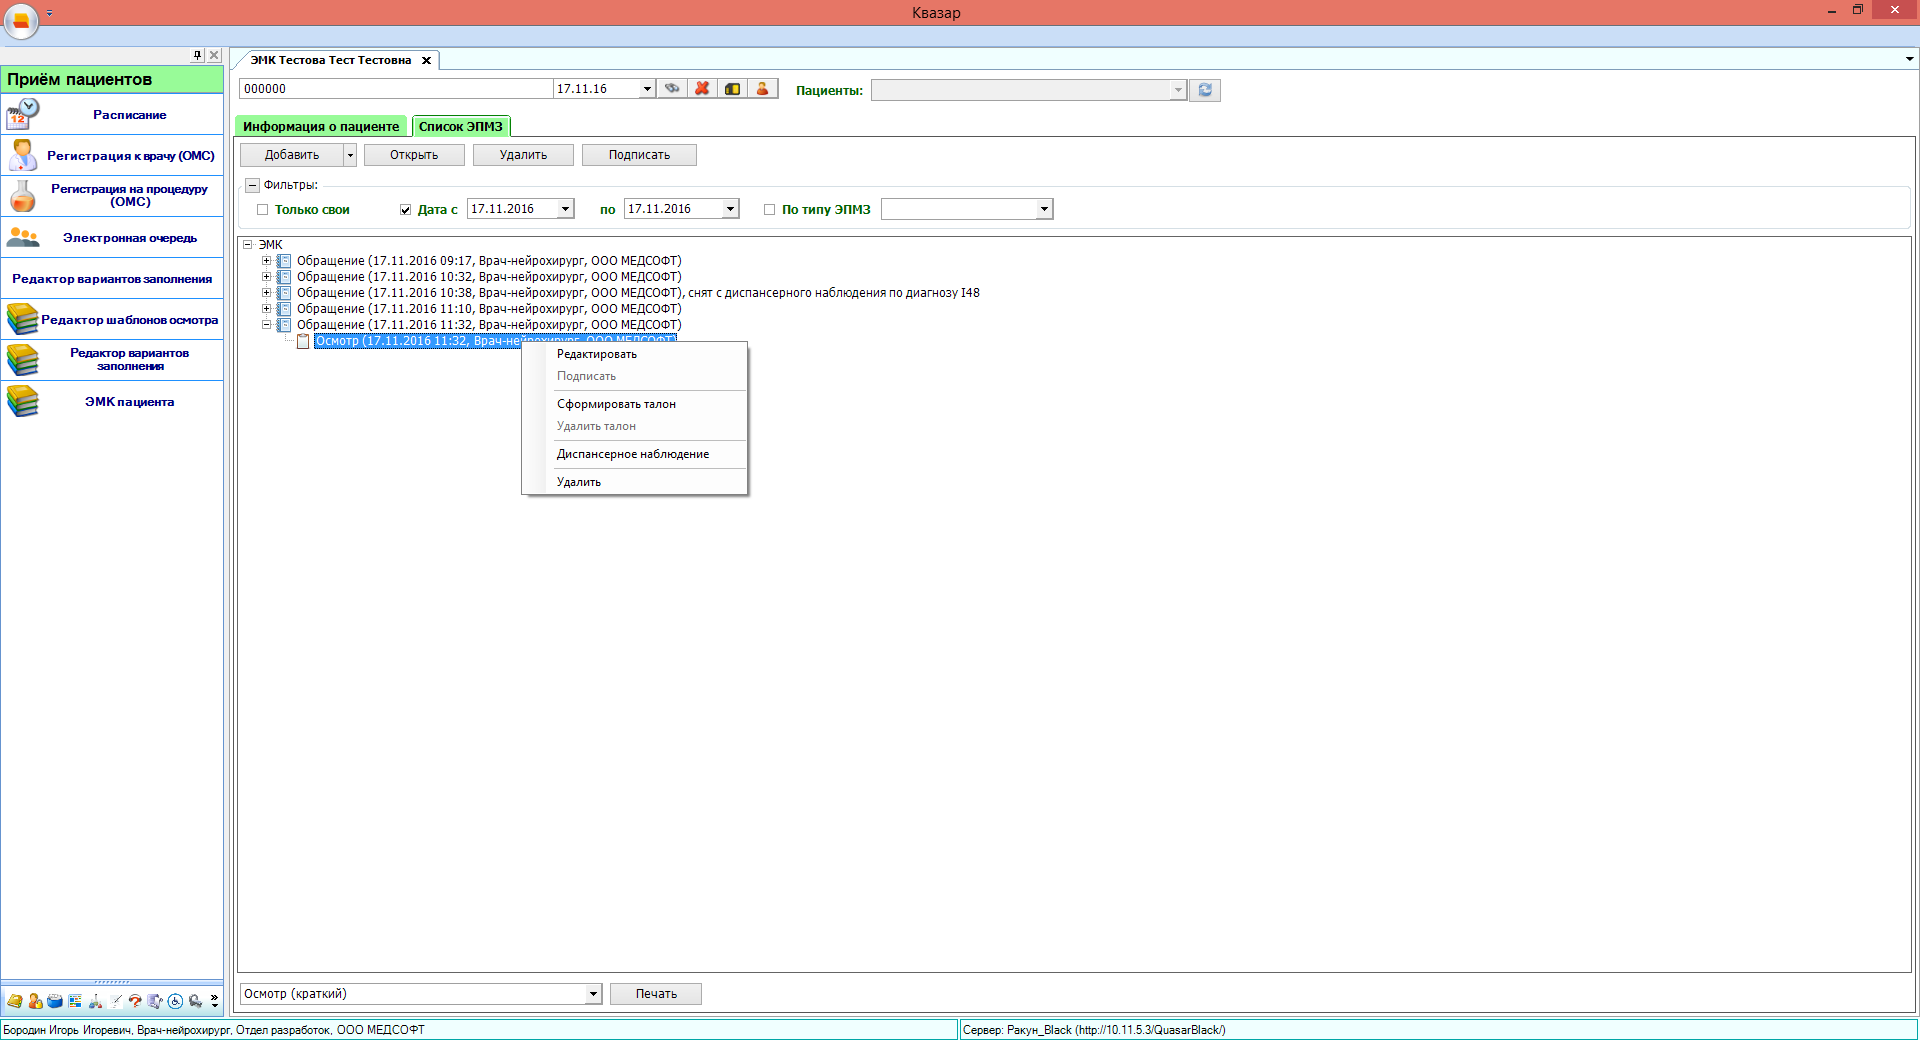 Квазар
Приём пациентов
Расписание
Регистрация к врачу (ОМС)
Регистрация на процедуру
(ОМС)
Электронная очередь
Редактор вариантов заполнения
Редактор шаблонов осмотра
Редактор вариантов
заполнения
ЭМК пациента
ЭМК Тестова Тест Тестовна
000000 17.11.16 Пациенты:
Информация о пациенте Список ЭПМЗ
Добавить Открыть Удалить Подписать
Фильтры:
Только свои Дата с 17.11.2016 по 17.11.2016 По типу ЭПМЗ
ЭМК
Обращение (17.11.2016 09:17, Врач-нейрохирург, ООО МЕДСОФТ)
Обращение (17.11.2016 10:32, Врач-нейрохирург, ООО МЕДСОФТ)
Обращение (17.11.2016 10:38, Врач-нейрохирург, ООО МЕДСОФТ), снят с диспансерного наблюдения по диагнозу I48
Обращение (17.11.2016 11:10, Врач-нейрохирург, ООО МЕДСОФТ)
Обращение (17.11.2016 11:32, Врач-нейрохирург, ООО МЕДСОФТ)
Осмотр (17.11.2016 11:32, Врач-нейрохирург, ООО МЕДСОФТ)
Редактировать
Подписать
Сформировать талон
Удалить талон
Диспансерное наблюдение
Удалить
Осмотр (краткий) Печать
Бородин Игорь Игоревич, Врач-нейрохирург, Отдел разработок, ООО МЕДСОФТ
Сервер: Ракун_Black (http://10.11.5.3/QuasarBlack/)